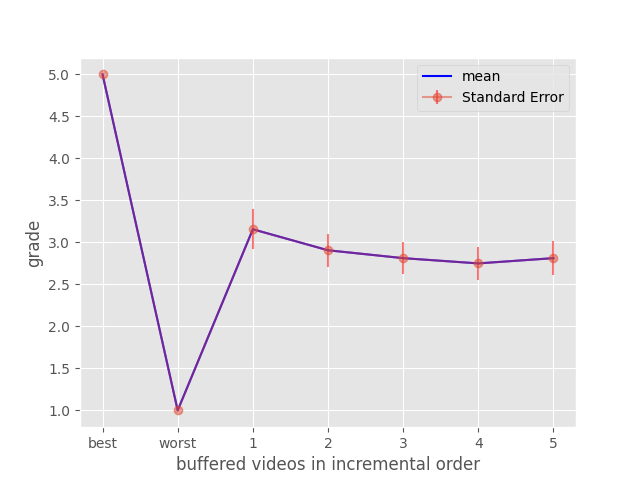 mean
Standard Error
5.0
4.5
4.0
3.5
3.0
2.5
2.0
1.5
1.0
grade
best worst 1 2 3 4 5
buffered videos in incremental order